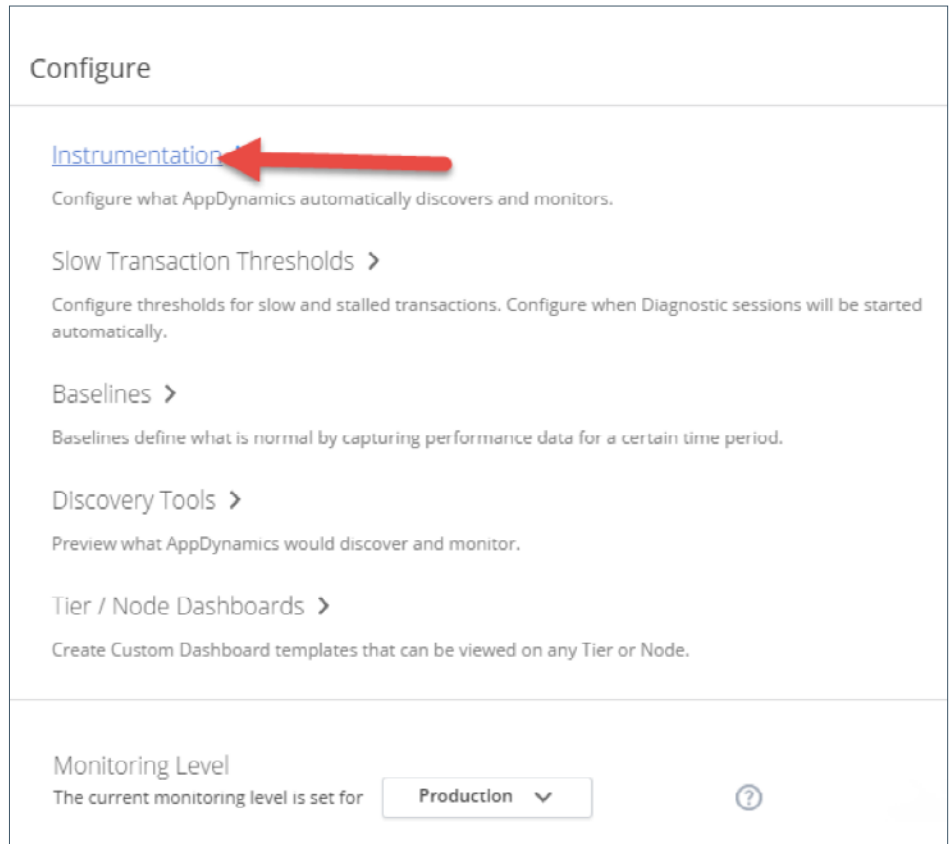 Configure
Instrumentation
Configure what AppDynamics automatically discovers and monitors.
Slow Transaction Thresholds >
Configure thresholds for slow and stalled transactions. Configure when Diagnostic sessions will be started
automatically.
Baselines >
Baselines define what is normal by capturing performance data for a certain time period.
Discovery Tools >
Preview what AppDynamics would discover and monitor.
Tier / Node Dashboards >
Create Custom Dashboard templates that can be viewed on any Tier or Node.
Monitoring Level
The current monitoring level is set for Production ?